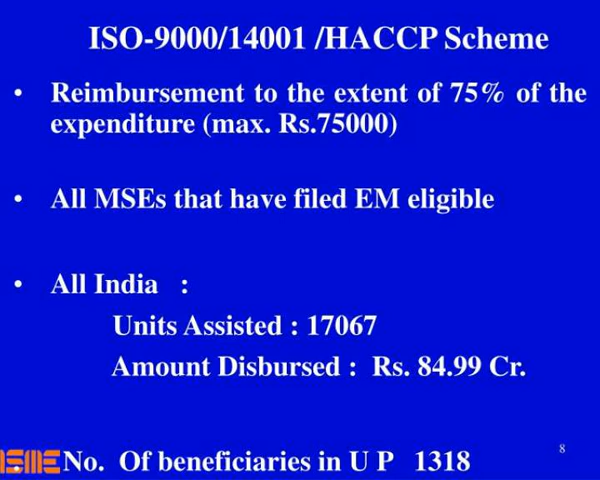 ISO-9000/14001 /HACCP Scheme
• Reimbursement to the extent of 75% of the
expenditure (max. Rs.75000)
• All MSEs that have filed EM eligible
• All India :
Units Assisted : 17067
Amount Disbursed : Rs. 84.99 Cr.
8
No. Of beneficiaries in U P 1318